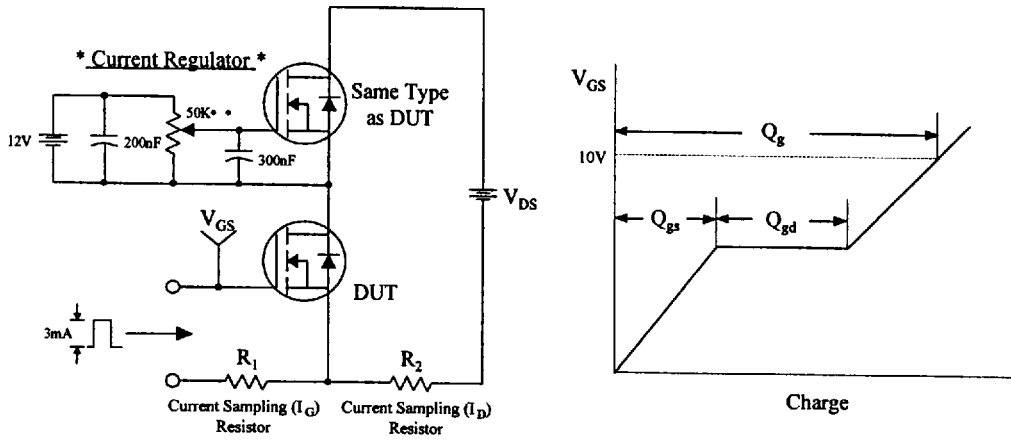 * Current Regulator *
12V
200nF
50K
300nF
Same Type
as DUT
V_DS
V_GS
DUT
3mA
R_1
R_2
Current Sampling (I_G)
Resistor
Current Sampling (I_D)
Resistor
V_GS
10V
Q_g
Q_gs
Q_gd
Charge